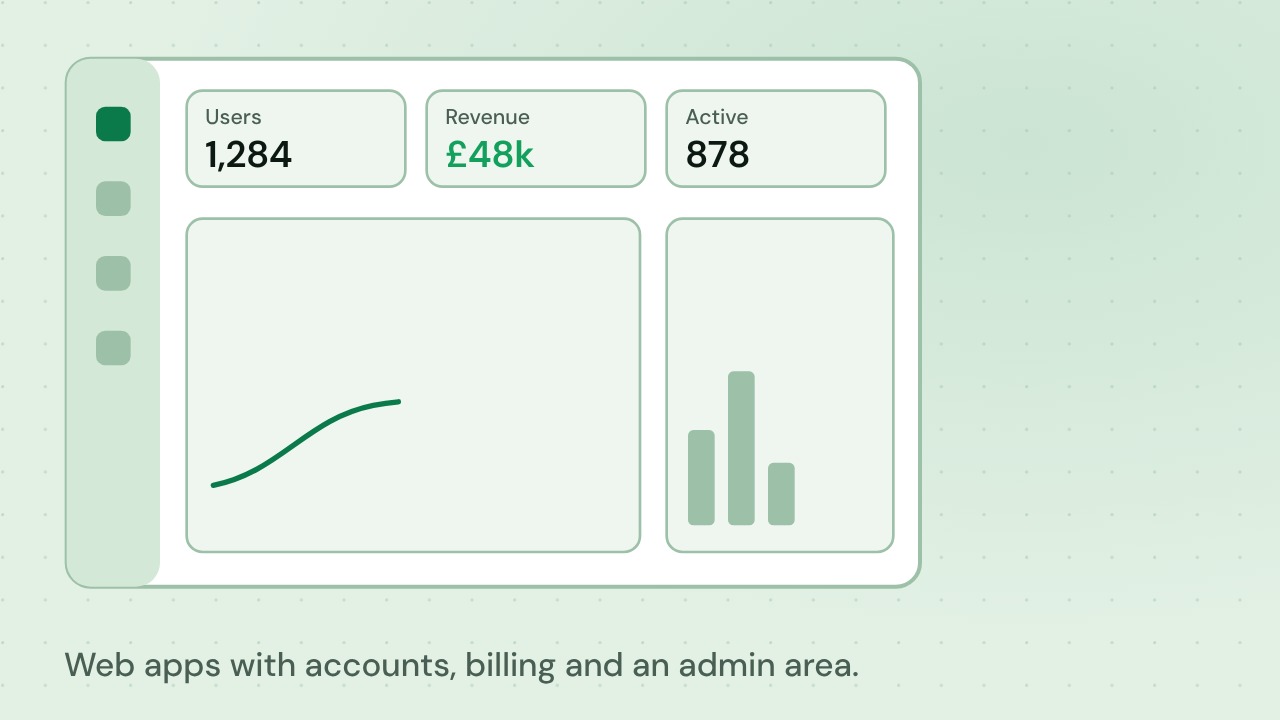 Users
1,284
Revenue
£48k
Active
878
Web apps with accounts, billing and an admin area.